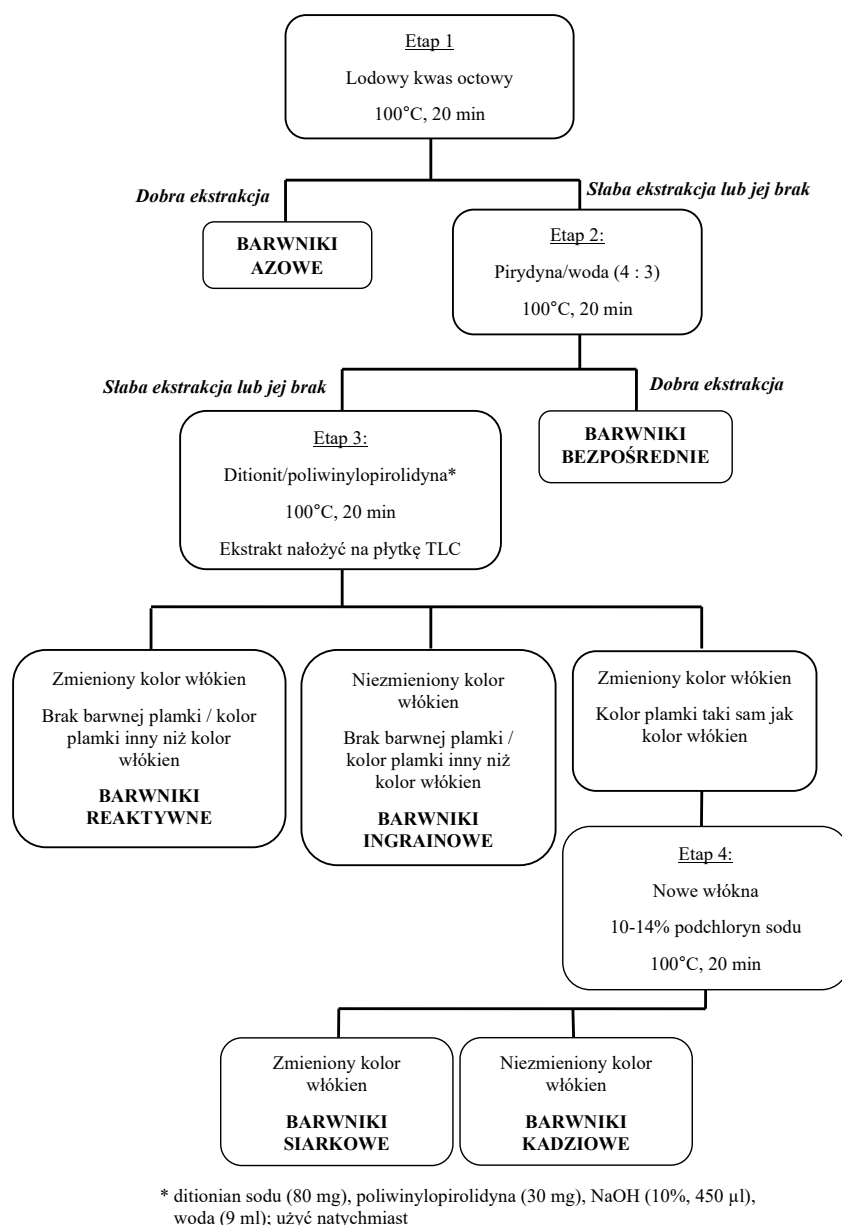 Etap 1
Lodowy kwas octowy
100°C, 20 min
Dobra ekstrakcja
Słaba ekstrakcja lub jej brak
BARWNIKI
AZOWE
Etap 2:
Pirydyna/woda (4 : 3)
100°C, 20 min
Słaba ekstrakcja lub jej brak
Dobra ekstrakcja
Etap 3:
Ditionit/poliwinylopirolidyna*
100°C, 20 min
Ekstrakt nałożyć na płytkę TLC
BARWNIKI
BEZPOŚREDNIE
Zmieniony kolor włókien
Brak barwnej plamki / kolor
plamki inny niż kolor
włókien
BARWNIKI
REAKTYWNE
Niezmieniony kolor
włókien
Brak barwnej plamki /
kolor plamki inny niż
kolor włókien
BARWNIKI
INGRAINOWE
Zmieniony kolor włókien
Kolor plamki taki sam jak
kolor włókien
Etap 4:
Nowe włókna
10-14% podchloryn sodu
100°C, 20 min
Zmieniony kolor
włókien
BARWNIKI
SIARKOWE
Niezmieniony kolor
włókien
BARWNIKI
KADZIOWE
* ditionian sodu (80 mg), poliwinylopirolidyna (30 mg), NaOH (10%, 450 µl),
woda (9 ml); użyć natychmiast